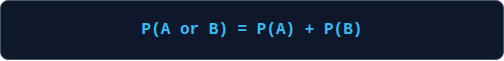 P(A or B) = P(A) + P(B)